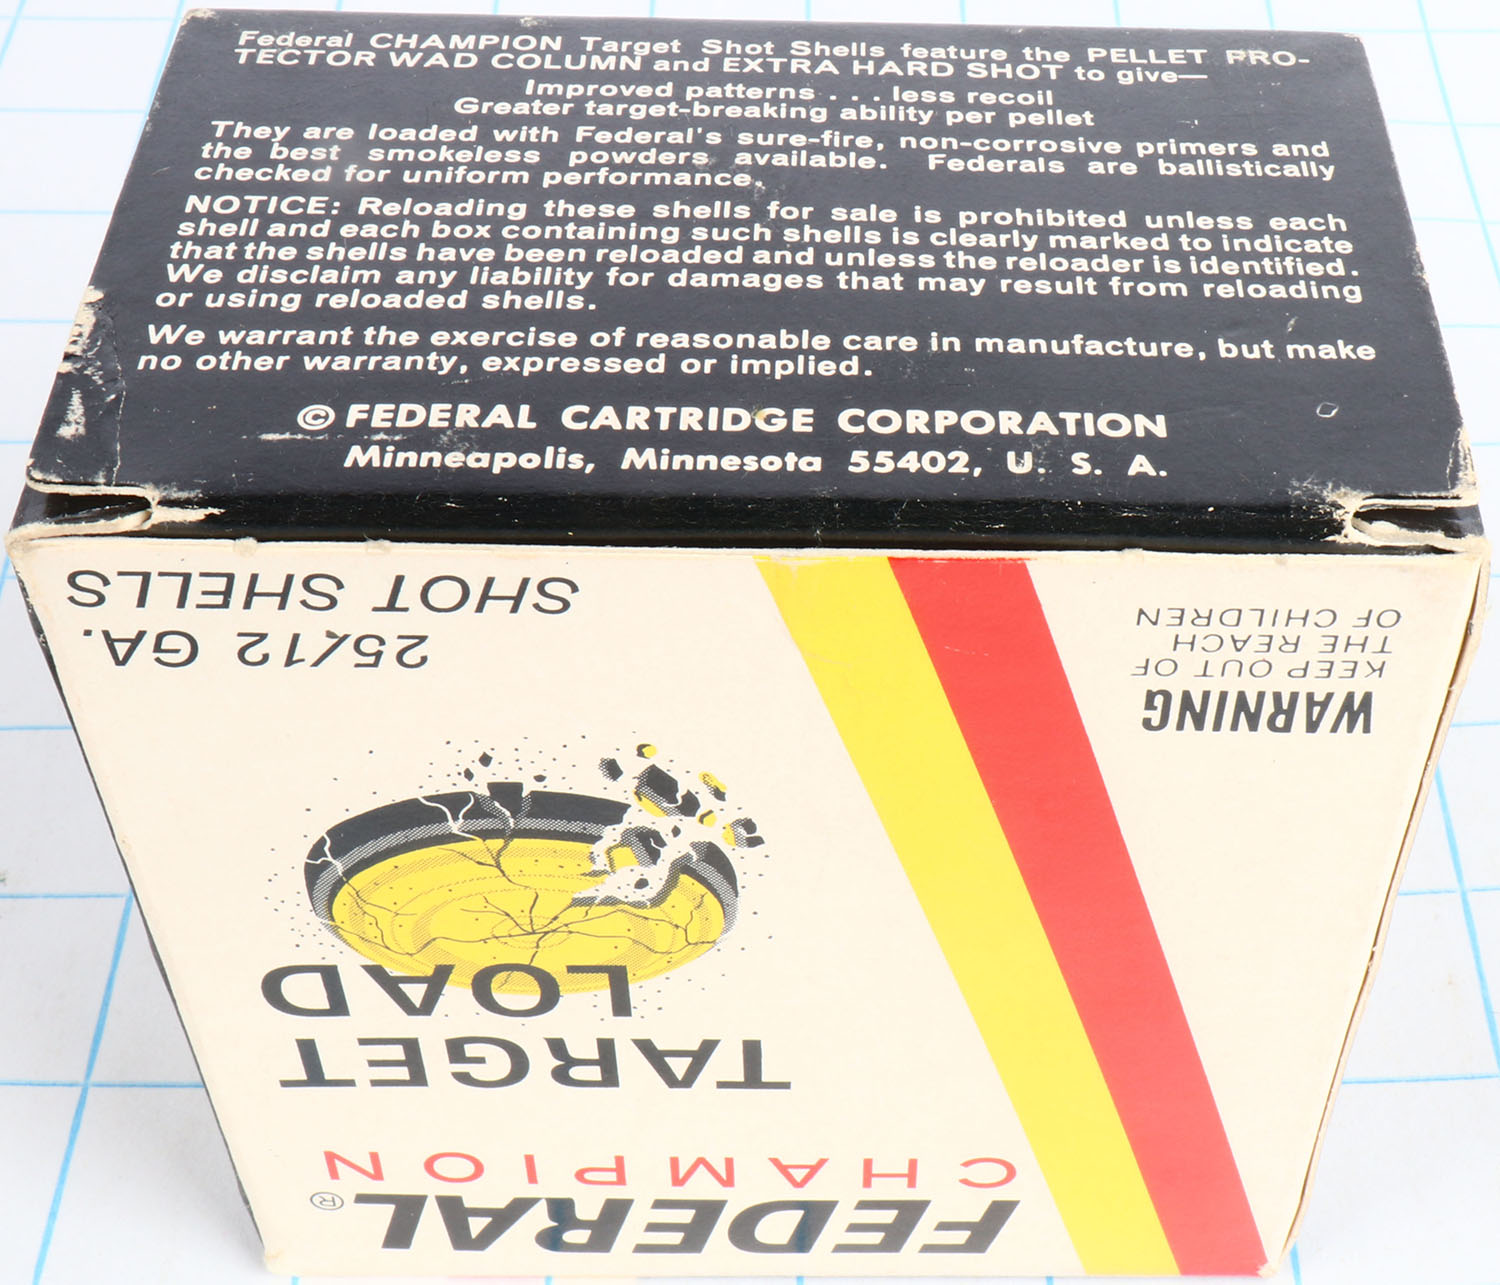 Federal CHAMPION Target Shot Shells feature the PELLET PRO-
TECTOR WAD COLUMN and EXTRA HARD SHOT to give—
Improved patterns . . . less recoil
Greater target-breaking ability per pellet
They are loaded with Federal's sure-fire, non-corrosive primers and
the best smokeless powders available. Federals are ballistically
checked for uniform performance.
NOTICE: Reloading these shells for sale is prohibited unless each
shell and each box containing such shells is clearly marked to indicate
that the shells have been reloaded and unless the reloader is identified.
We disclaim any liability for damages that may result from reloading
or using reloaded shells.
We warrant the exercise of reasonable care in manufacture, but make
no other warranty, expressed or implied.
© FEDERAL CARTRIDGE CORPORATION
Minneapolis, Minnesota 55402, U. S. A.
FEDERAL®
CHAMPION
TARGET
LOAD
25/12 GA.
SHOT SHELLS
WARNING
KEEP OUT OF
THE REACH
OF CHILDREN